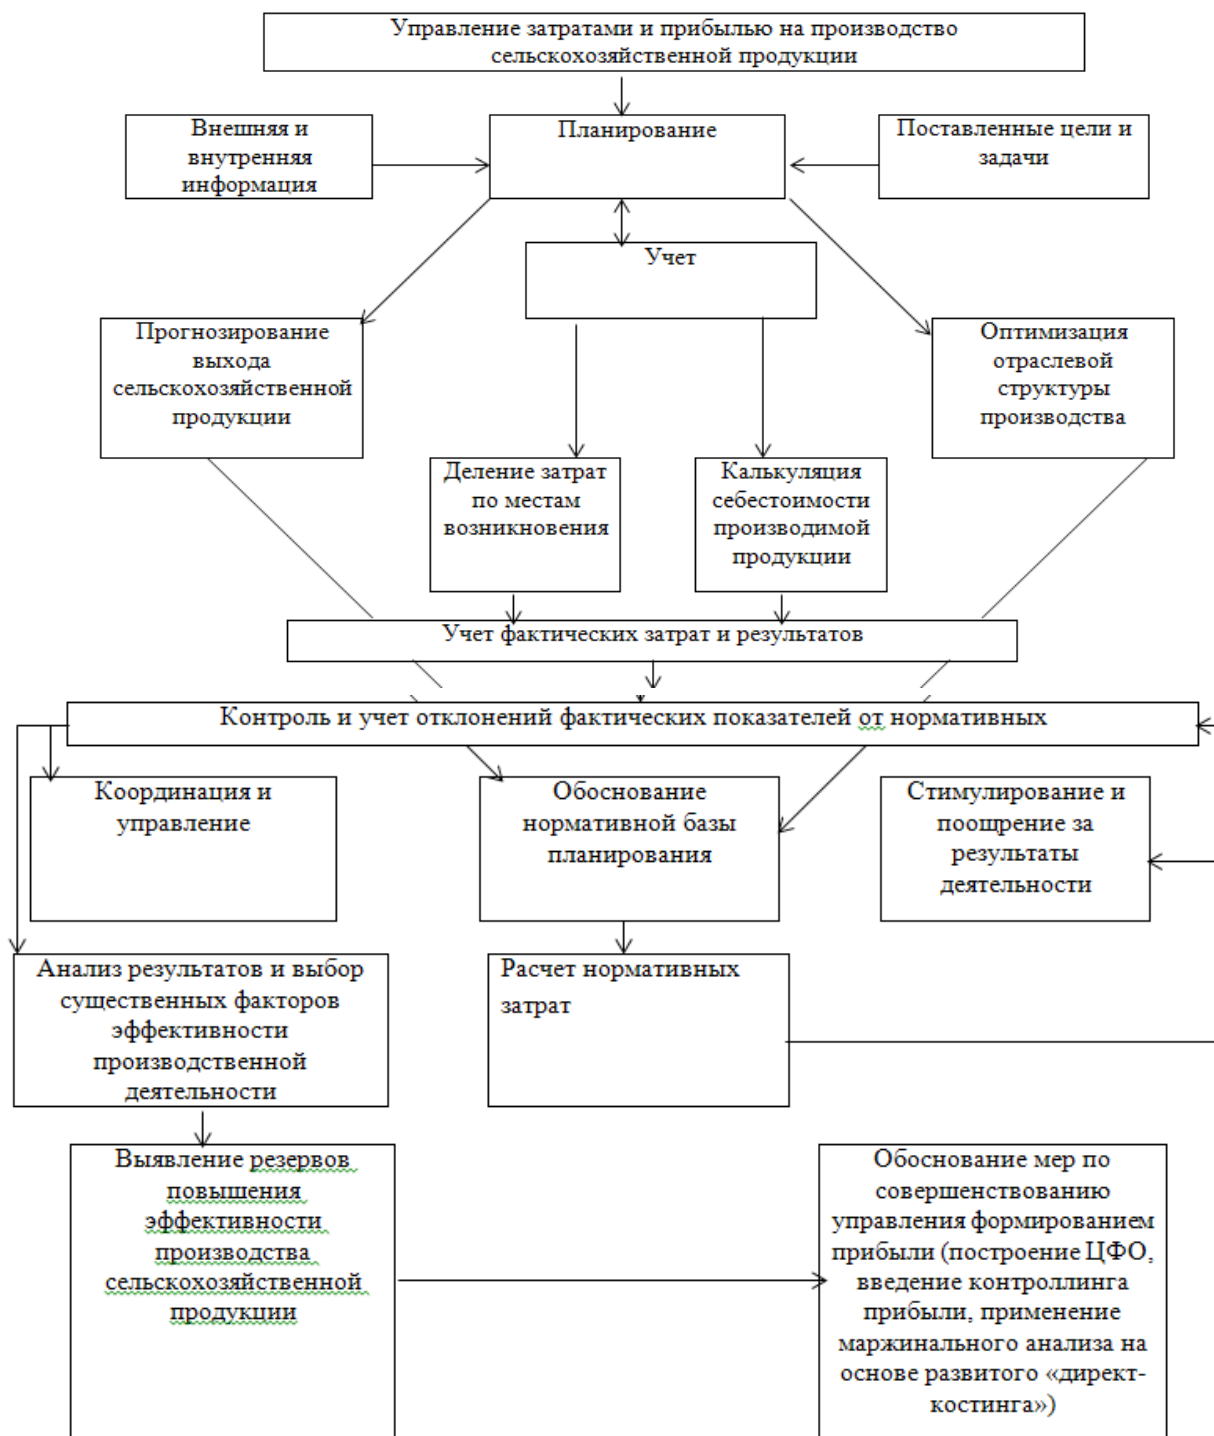 Управление затратами и прибылью на производство
сельскохозяйственной продукции
Внешняя и
внутренняя
информация
Планирование
Поставленные цели и
задачи
Учет
Прогнозирование
выхода
сельскохозяйственной
продукции
Оптимизация
отраслевой
структуры
производства
Деление затрат
по местам
возникновения
Калькуляция
себестоимости
производимой
продукции
Учет фактических затрат и результатов
Контроль и учет отклонений фактических показателей от нормативных
Координация и
управление
Обоснование
нормативной базы
планирования
Стимулирование и
поощрение за
результаты
деятельности
Анализ результатов и выбор
существенных факторов
эффективности
производственной
деятельности
Расчет нормативных
затрат
Выявление резервов
повышения
эффективности
производства
сельскохозяйственной
продукции
Обоснование мер по
совершенствованию
управления формированием
прибыли (построение ЦФО,
введение контроллинга
прибыли, применение
маржинального анализа на
основе развитого «директ-
костинга»)